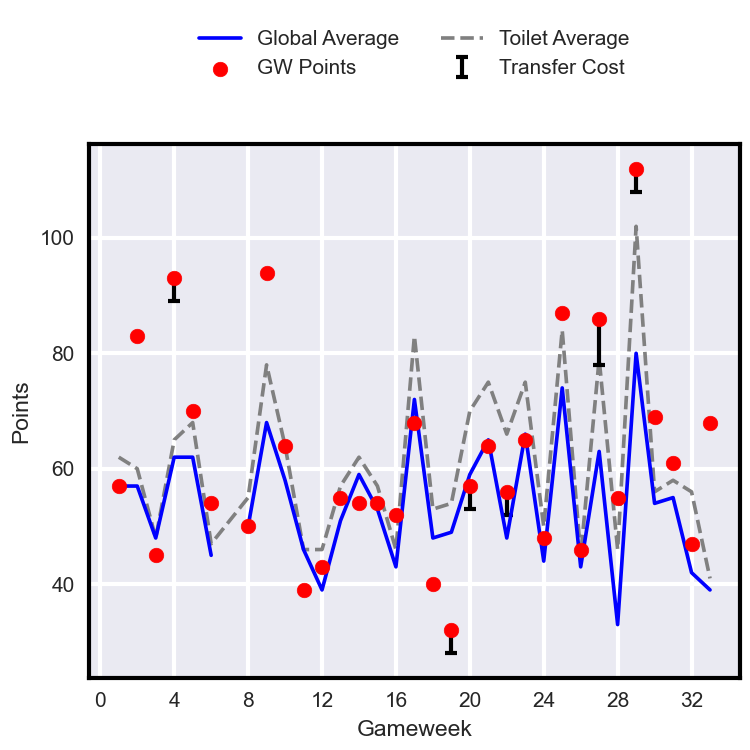 Global Average
Toilet Average
GW Points
Transfer Cost
100
80
60
40
Points
0 4 8 12 16 20 24 28 32
Gameweek